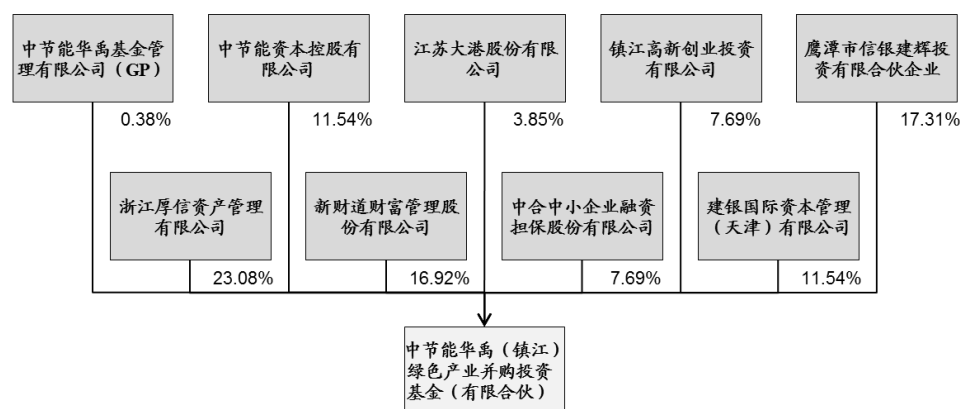 中节能华禹基金管
理有限公司（GP）
中节能资本控股有
限公司
江苏大港股份有限
公司
镇江高新创业投资
有限公司
鹰潭市信银建辉投
资有限合伙企业
0.38%
11.54%
3.85%
7.69%
17.31%
浙江厚信资产管理
有限公司
新财道财富管理股
份有限公司
中合中小企业融资
担保股份有限公司
建银国际资本管理
（天津）有限公司
23.08%
16.92%
7.69%
11.54%
中节能华禹（镇江）
绿色产业并购投资
基金（有限合伙）